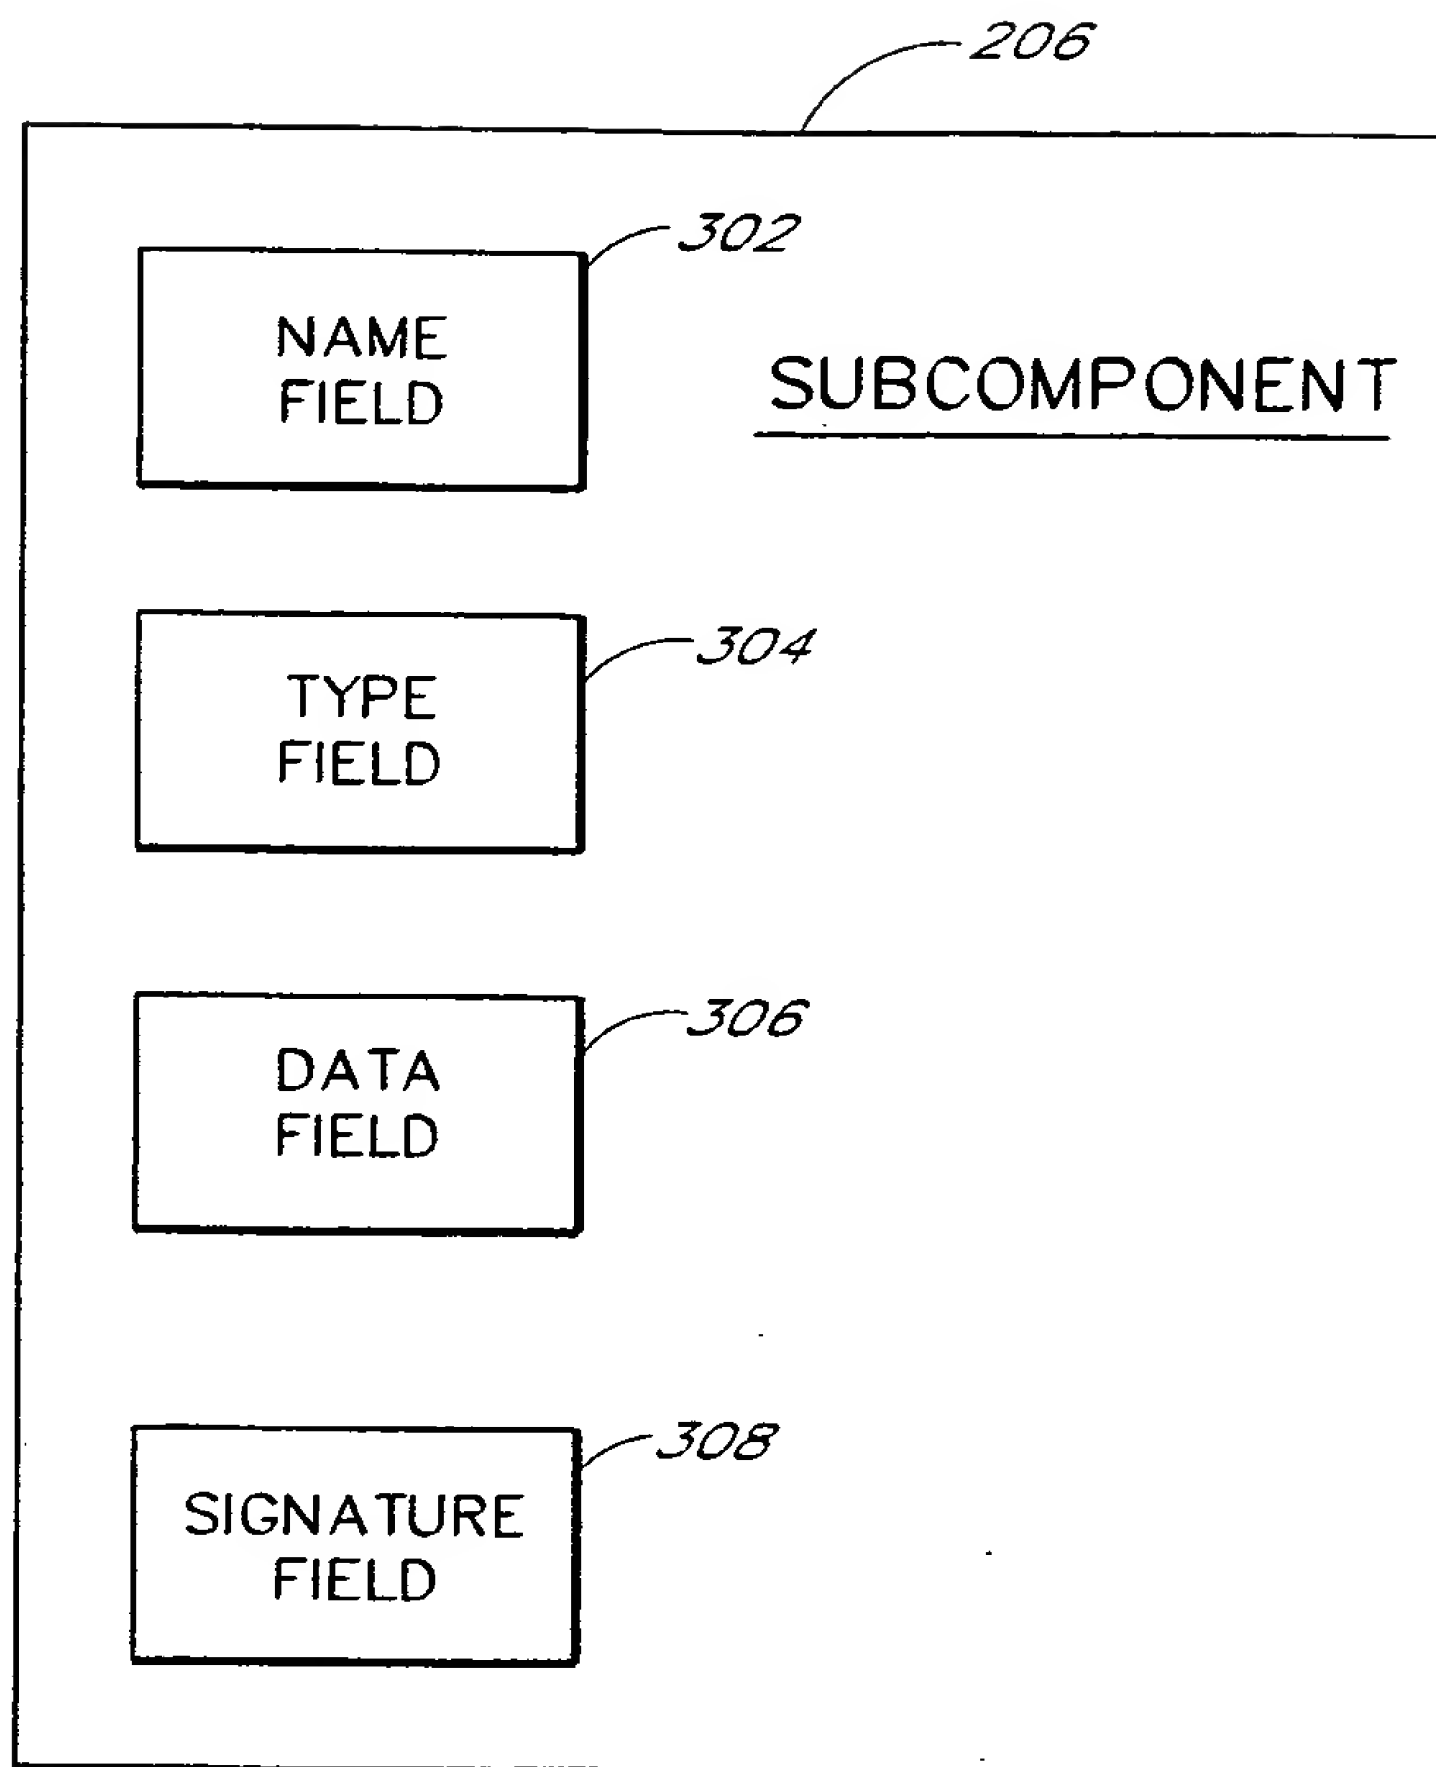 206
302
NAME
FIELD
SUBCOMPONENT
304
TYPE
FIELD
306
DATA
FIELD
308
SIGNATURE
FIELD